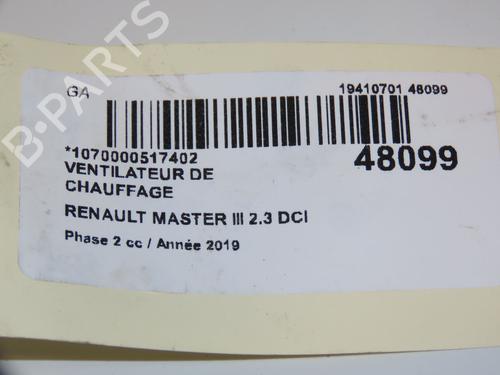 GA
19410701 48099
*1070000517402
48099
VENTILATEUR DE
CHAUFFAGE
RENAULT MASTER III 2.3 DCI
Phase 2 cc / Année 2019
B-PARTS